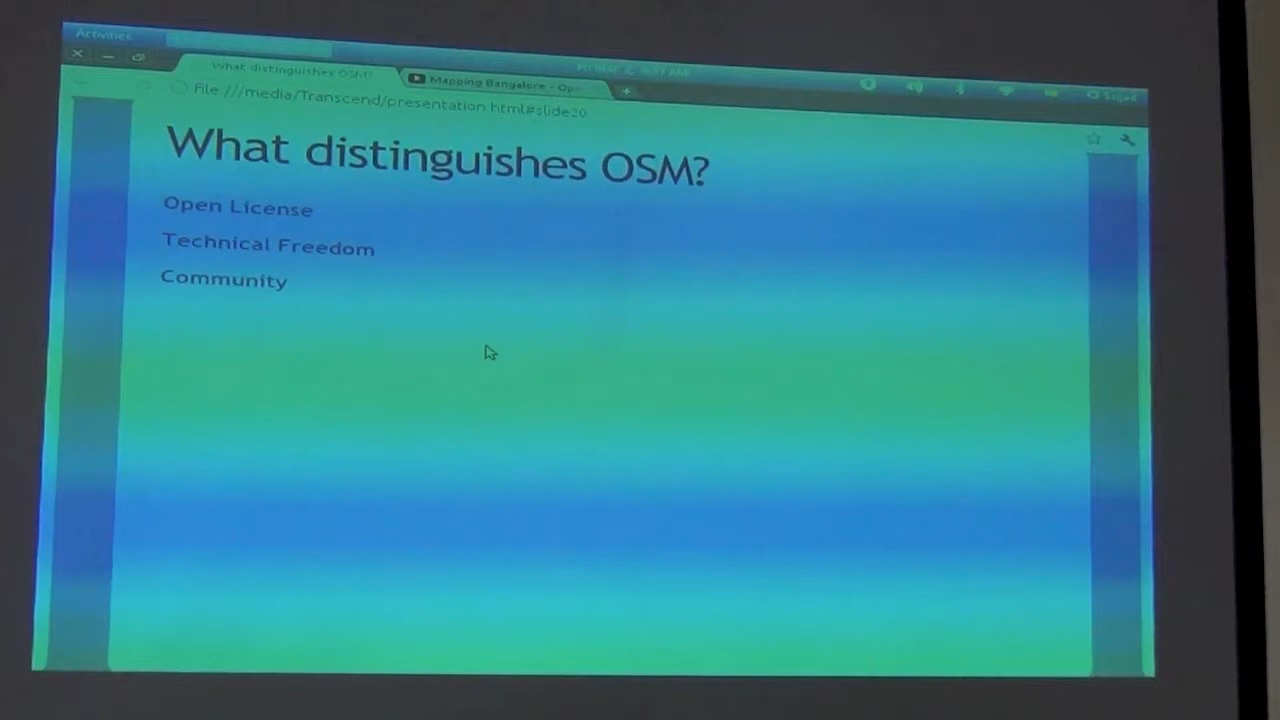 Activities
What distinguishes OSM?
Mapping Bangalore - Ope
Sajjad
File:///media/Transcend/presentation.html#slide20
What distinguishes OSM?
Open License
Technical Freedom
Community